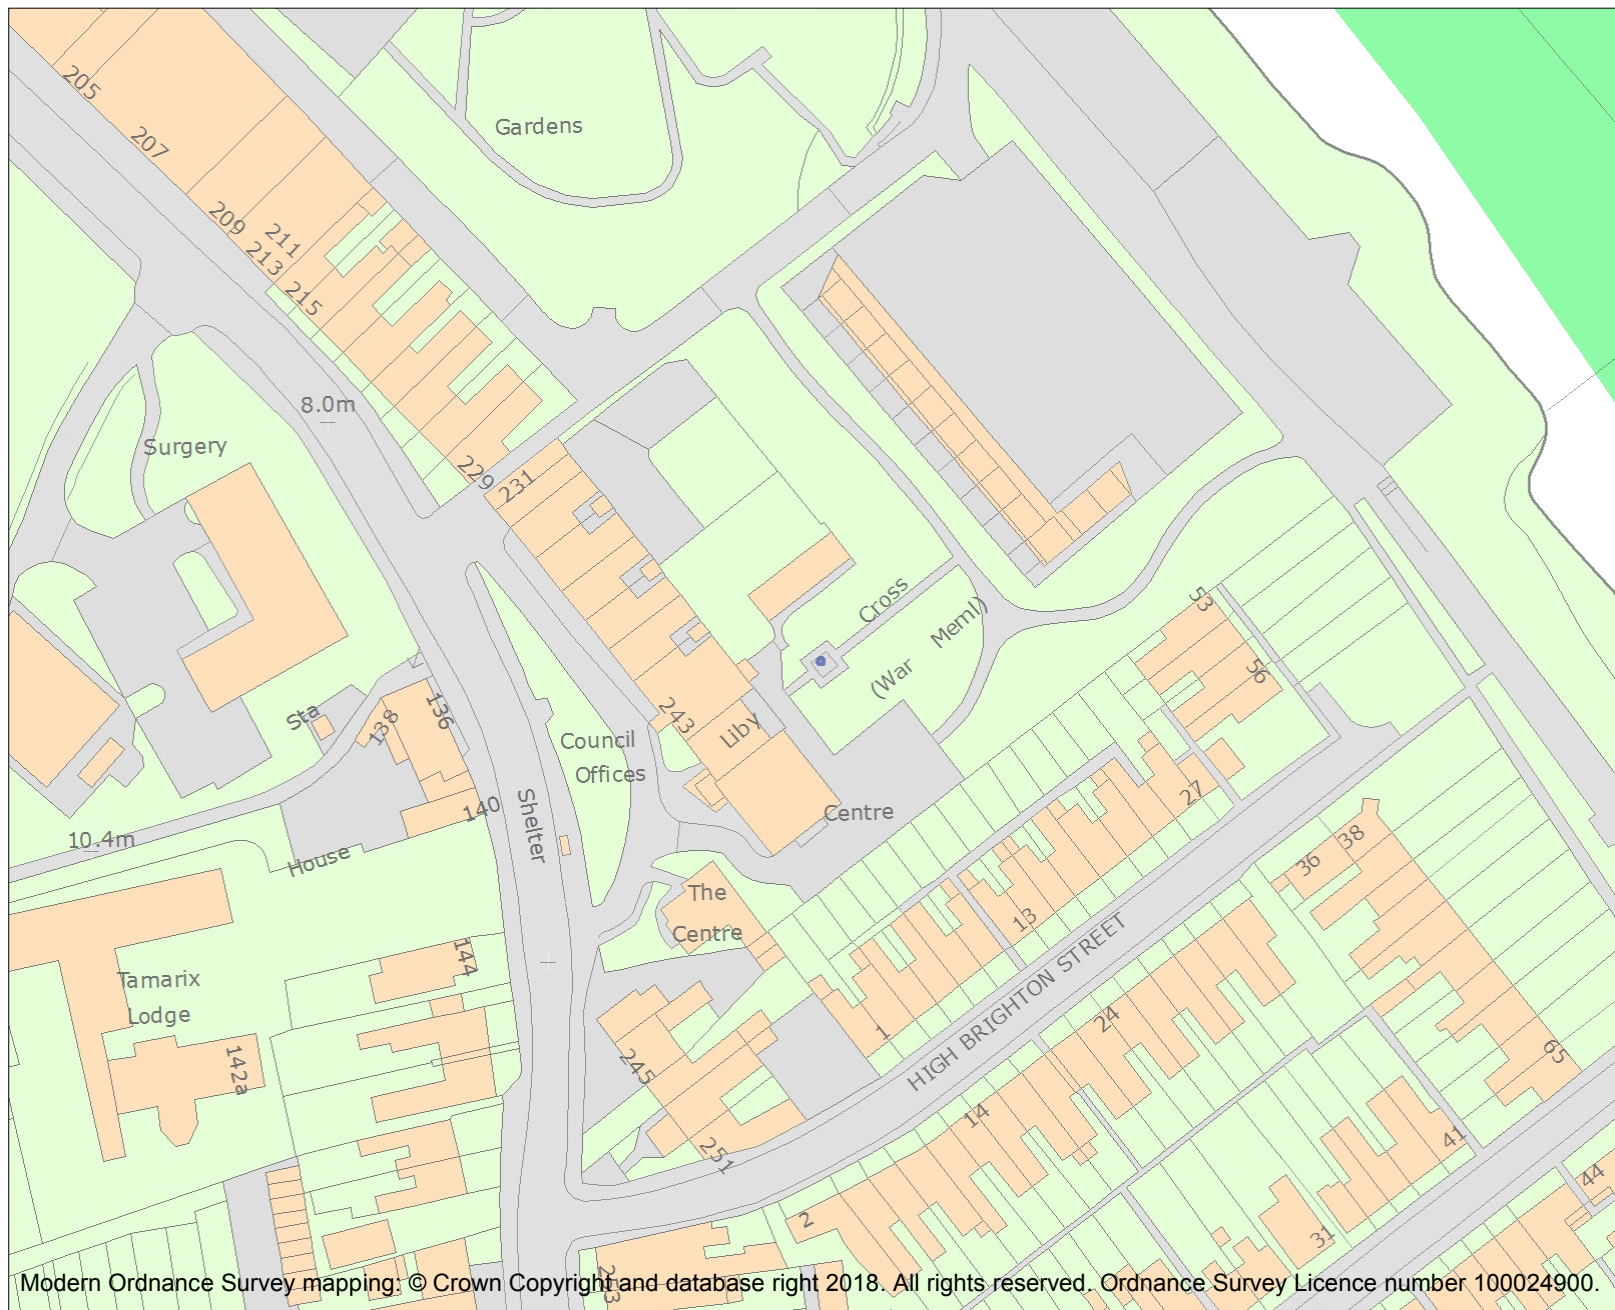 205
Gardens
207
209
211
213
215
8.0m
Surgery
229
231
Cross
(War Meml)
53
56
Sta
138
136
243
Liby
Council
Offices
140
Shelter
Centre
27
10.4m
House
36
38
The
Centre
13
144
HIGH BRIGHTON STREET
Tamarix
Lodge
1
24
142a
245
65
14
251
41
44
2
31
253
Modern Ordnance Survey mapping: © Crown Copyright and database right 2018. All rights reserved. Ordnance Survey Licence number 100024900.